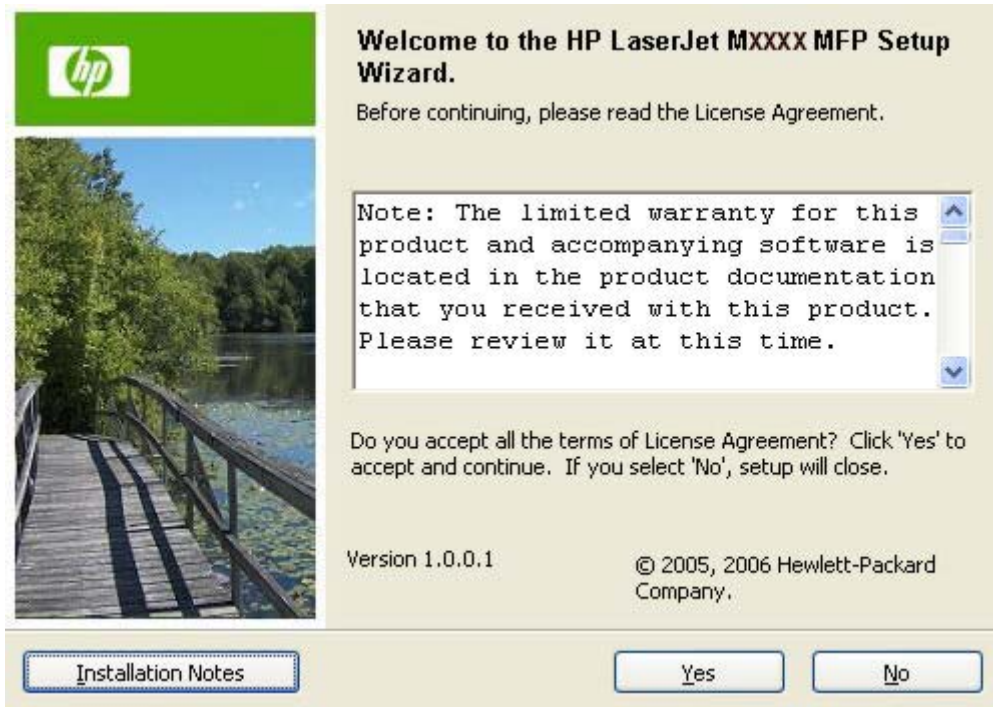 hp
Welcome to the HP LaserJet MXXXX MFP Setup
Wizard.
Before continuing, please read the License Agreement.
Note: The limited warranty for this
product and accompanying software is
located in the product documentation
that you received with this product.
Please review it at this time.
Do you accept all the terms of License Agreement? Click 'Yes' to
accept and continue. If you select 'No', setup will close.
Version 1.0.0.1
© 2005, 2006 Hewlett-Packard
Company.
Installation Notes
Yes
No